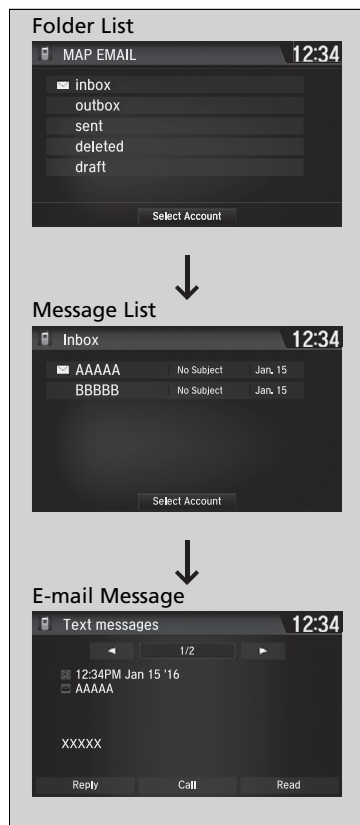 Folder List
MAP EMAIL 12:34
inbox
outbox
sent
deleted
draft
Select Account
Message List
Inbox 12:34
AAAAA No Subject Jan. 15
BBBBB No Subject Jan. 15
Select Account
E-mail Message
Text messages 12:34
1/2
12:34PM Jan 15 '16
AAAAA
XXXXX
Reply Call Read